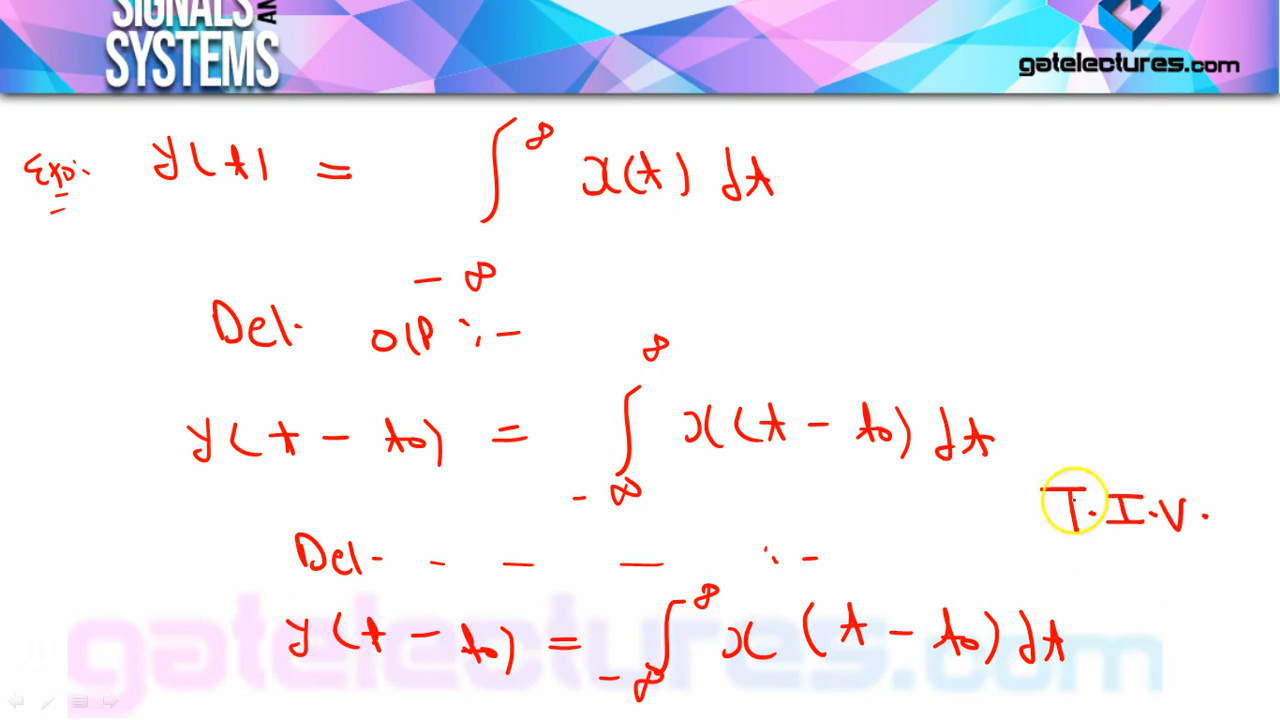 SIGNALS AND
SYSTEMS
gatelectures.com
Exp:- y(t) = ∫_{-∞}^{∞} x(t) dt
Del. O/P :-
y(t - t₀) = ∫_{-∞}^{∞} x(t - t₀) dt
T.I.V.
Del. - - - :-
y(t - t₀) = ∫_{-∞}^{∞} x(t - t₀) dt
gatelectures.com